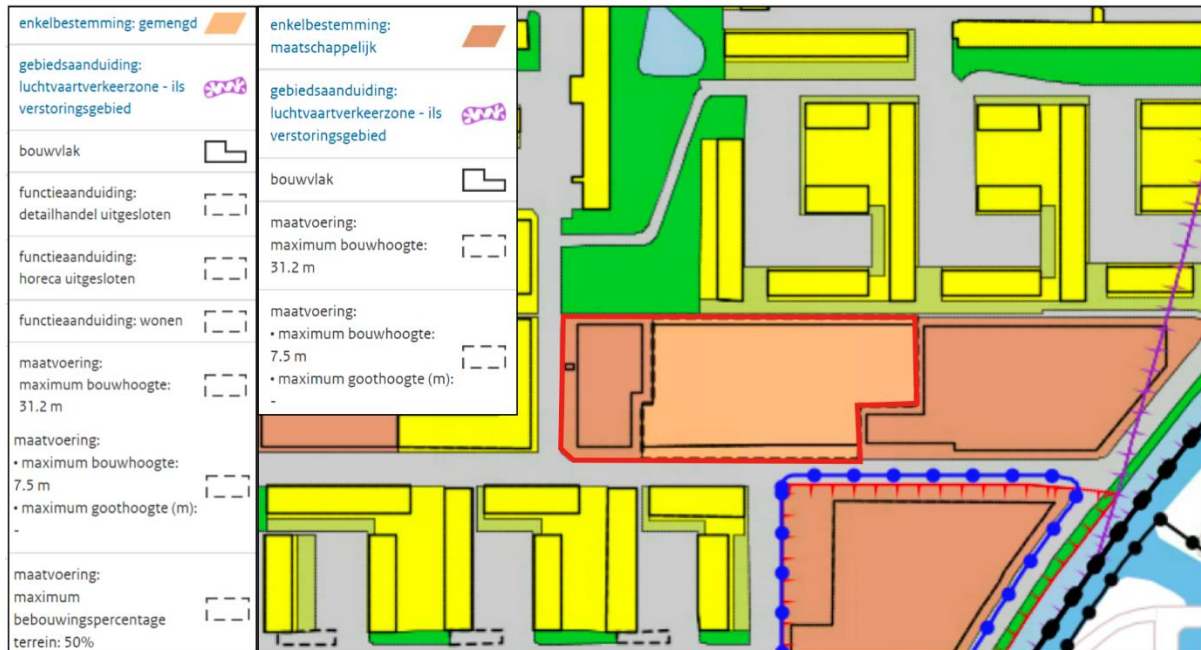 enkelbestemming: gemengd
gebiedsaanduiding:
luchtvaartverkeerzone - ils
verstoringsgebied
bouwvlak
functieaanduiding:
detailhandel uitgesloten
functieaanduiding:
horeca uitgesloten
functieaanduiding: wonen
maatvoering:
maximum bouwhoogte:
31.2 m
maatvoering:
• maximum bouwhoogte:
7.5 m
• maximum goothoogte (m):
-
maatvoering:
maximum
bebouwingspercentage
terrein: 50%
enkelbestemming:
maatschappelijk
gebiedsaanduiding:
luchtvaartverkeerzone - ils
verstoringsgebied
bouwvlak
maatvoering:
maximum bouwhoogte:
31.2 m
maatvoering:
• maximum bouwhoogte:
7.5 m
• maximum goothoogte (m):
-